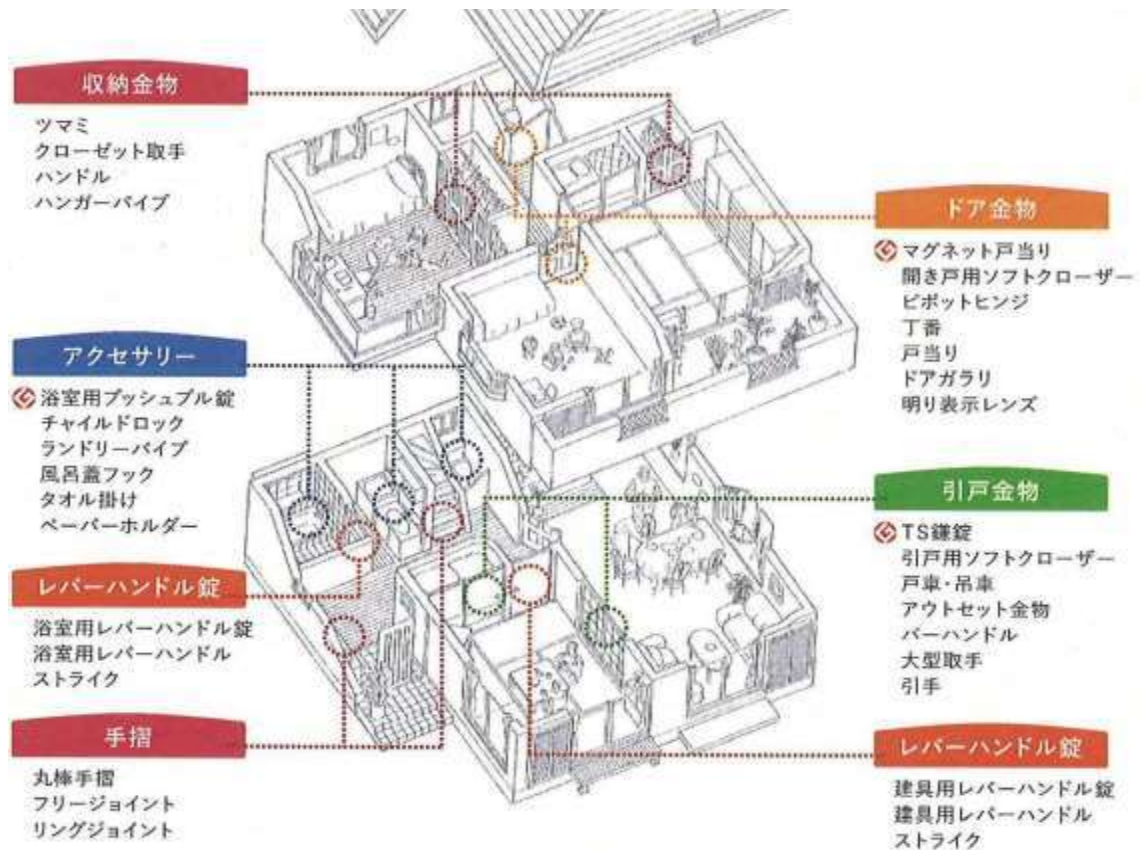 収納金物
ツマミ
クローゼット取手
ハンドル
ハンガーパイプ
アクセサリー
浴室用プッシュプル錠
チャイルドロック
ランドリーパイプ
風呂蓋フック
タオル掛け
ペーパーホルダー
レバーハンドル錠
浴室用レバーハンドル錠
浴室用レバーハンドル
ストライク
手摺
丸棒手摺
フリージョイント
リングジョイント
ドア金物
マグネット戸当り
開き戸用ソフトクローザー
ピボットヒンジ
丁番
戸当り
ドアガラリ
明り表示レンズ
引戸金物
TS鎌錠
引戸用ソフトクローザー
戸車・吊車
アウトセット金物
バーハンドル
大型取手
引手
レバーハンドル錠
建具用レバーハンドル錠
建具用レバーハンドル
ストライク